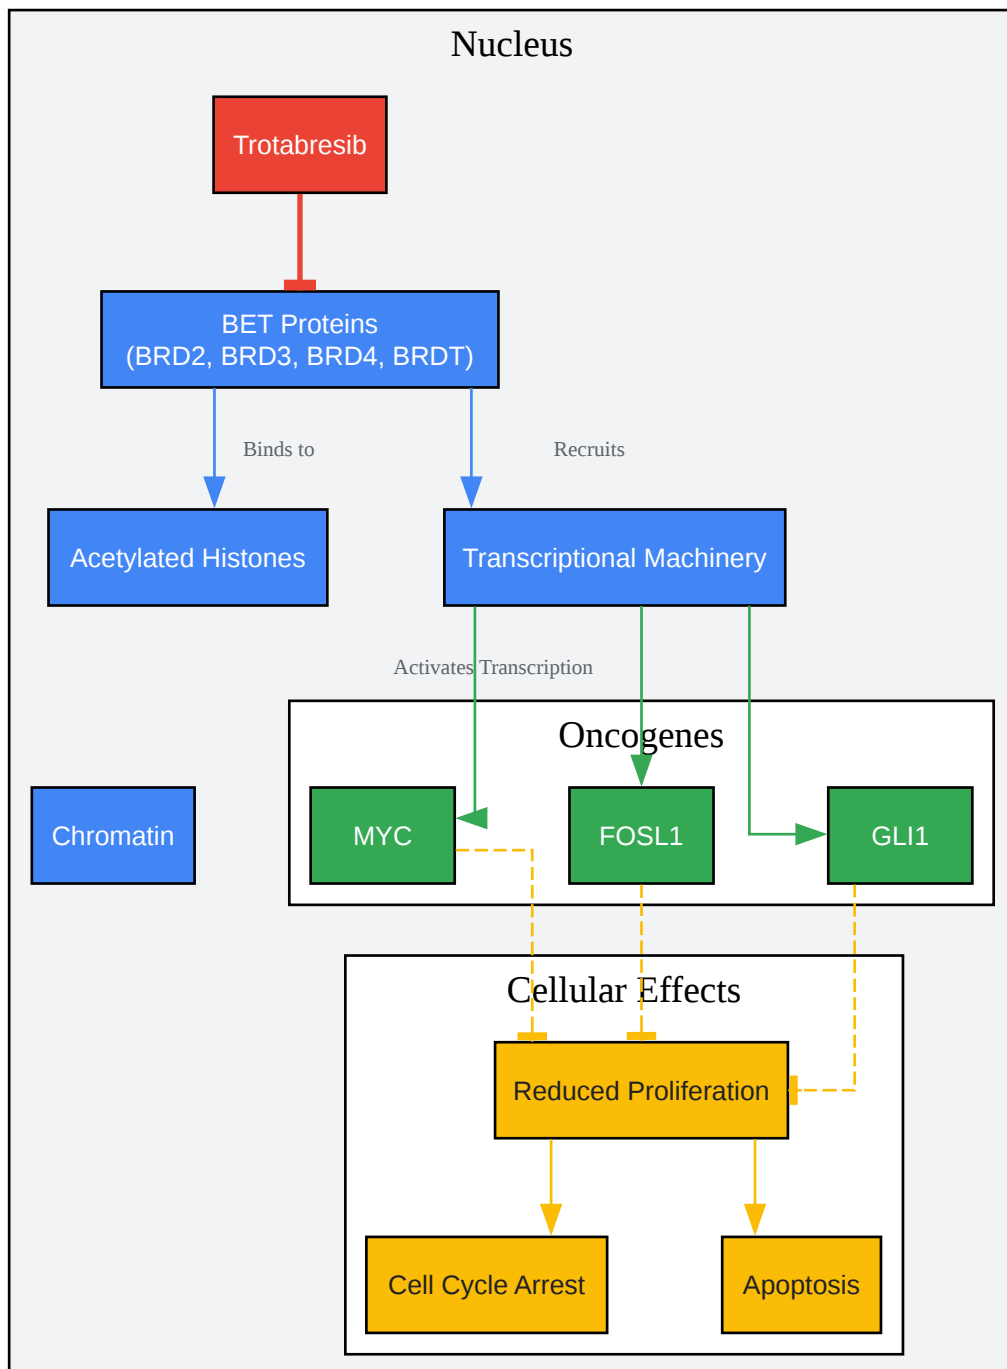 Nucleus
Trotabresib
BET Proteins
(BRD2, BRD3, BRD4, BRDT)
Binds to
Recruits
Acetylated Histones
Transcriptional Machinery
Activates Transcription
Oncogenes
Chromatin
MYC
FOSL1
GLI1
Cellular Effects
Reduced Proliferation
Cell Cycle Arrest
Apoptosis